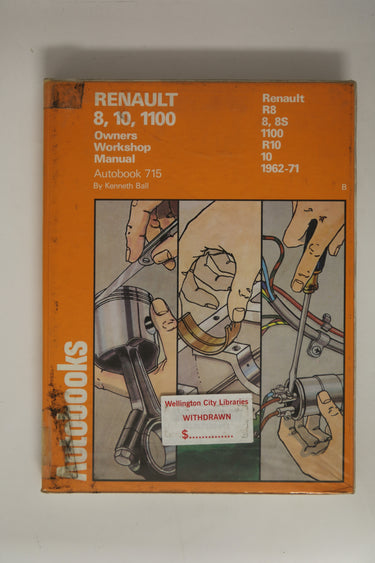 RENAULT
8, 10, 1100
Owners
Workshop
Manual
Autobook 715
By Kenneth Ball
Renault
R8
8, 8S
1100
R10
10
1962-71
B
Autobooks
Wellington City Libraries
WITHDRAWN
$..............